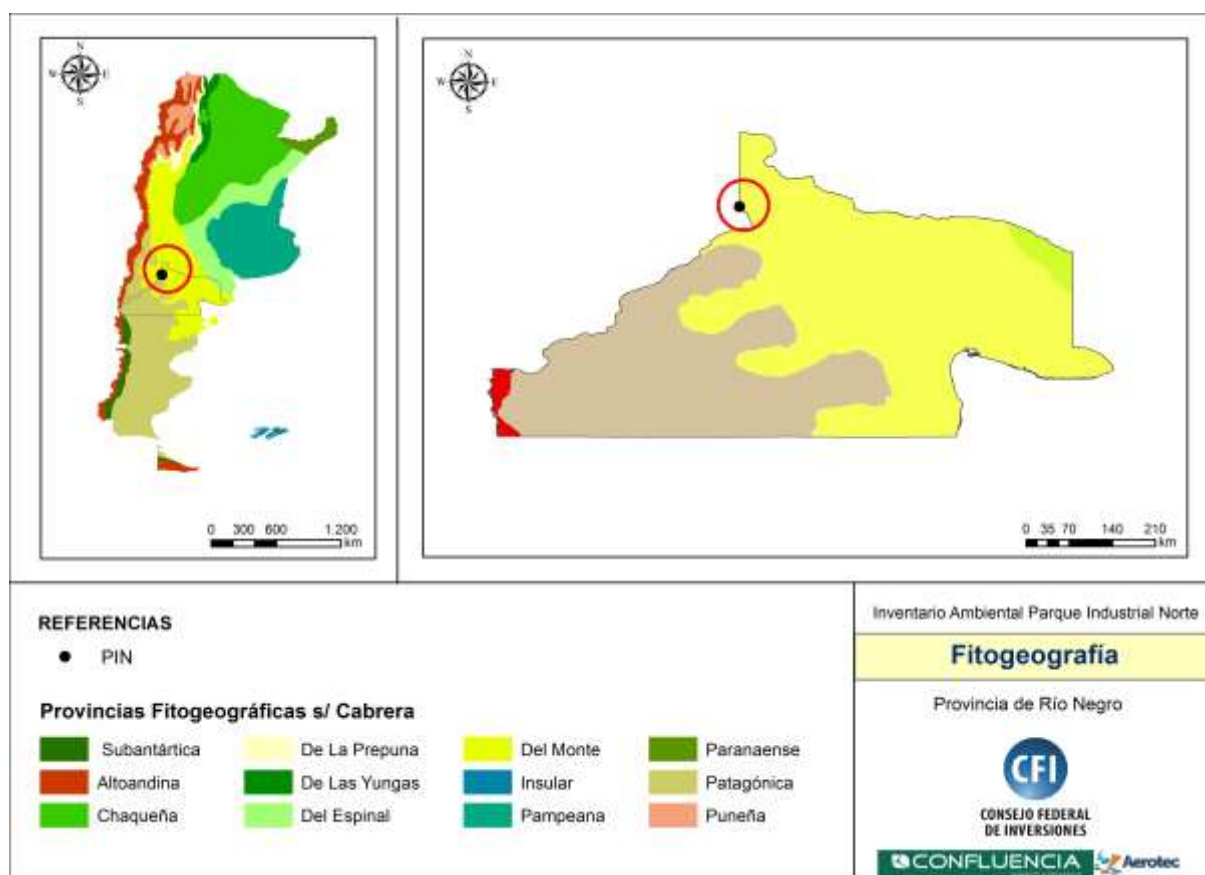 N
W E
S
0 300 600 1.200
km
N
W E
S
0 35 70 140 210
km
REFERENCIAS
PIN
Provincias Fitogeográficas s/ Cabrera
Subantártica
De La Prepuna
Del Monte
Paranaense
Altoandina
De Las Yungas
Insular
Patagónica
Chaqueña
Del Espinal
Pampeana
Puneña
Inventario Ambiental Parque Industrial Norte
Fitogeografía
Provincia de Río Negro
CFI
CONSEJO FEDERAL
DE INVERSIONES
CONFLUENCIA
Aerotec